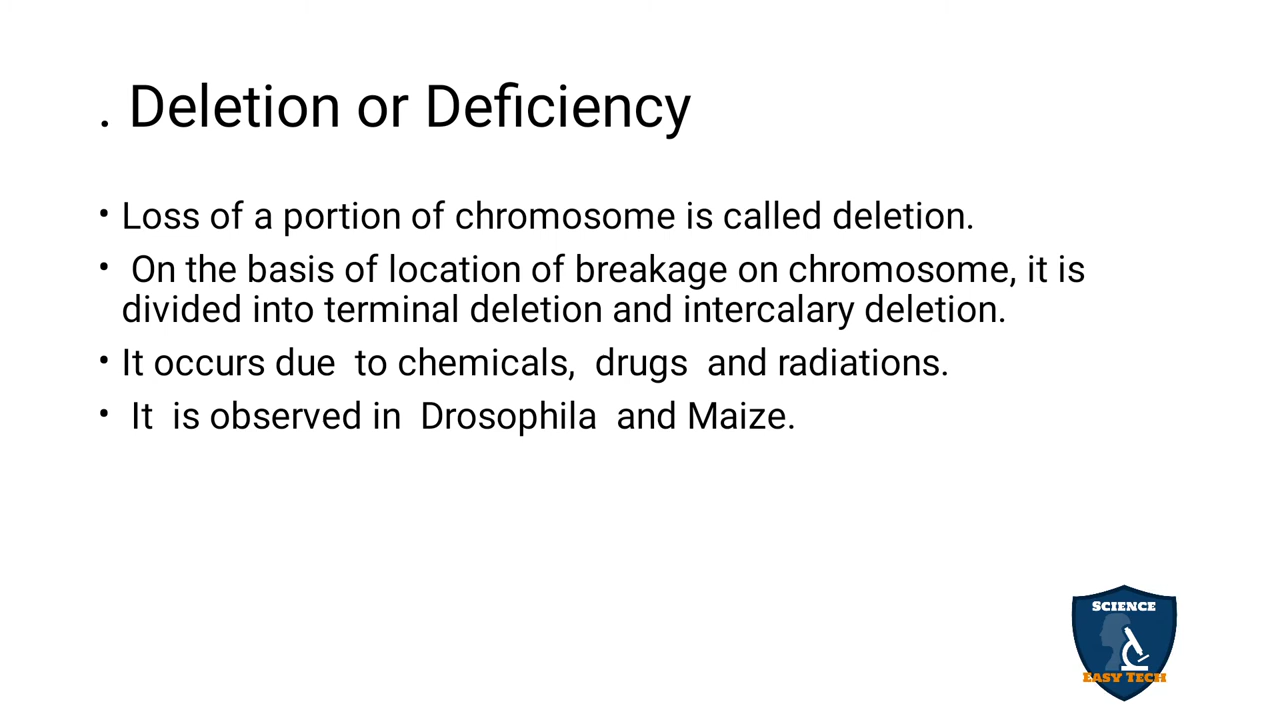 . Deletion or Deficiency
• Loss of a portion of chromosome is called deletion.
• On the basis of location of breakage on chromosome, it is
divided into terminal deletion and intercalary deletion.
• It occurs due  to chemicals,  drugs  and radiations.
• It  is observed in  Drosophila  and Maize.
SCIENCE
EASY TECH